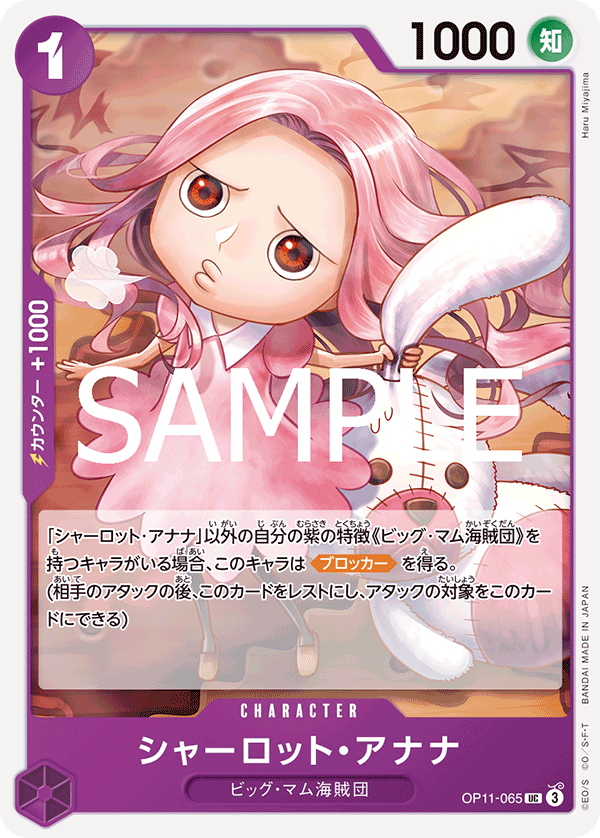 1
1000
知
Haru Miyajima
カウンター +1000
SAMPLE
「シャーロット・アナナ」以外の自分の紫の特徴《ビッグ・マム海賊団》を
持つキャラがいる場合、このキャラは ブロッカー を得る。
(相手のアタックの後、このカードをレストにし、アタックの対象をこのカー
ドにできる)
©E.O/S ©O/S・F・T BANDAI MADE IN JAPAN
CHARACTER
シャーロット・アナナ
ビッグ・マム海賊団
OP11-065 UC 3